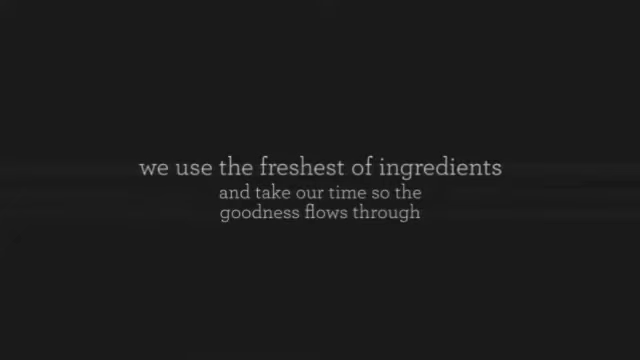 we use the freshest of ingredients
and take our time so the
goodness flows through